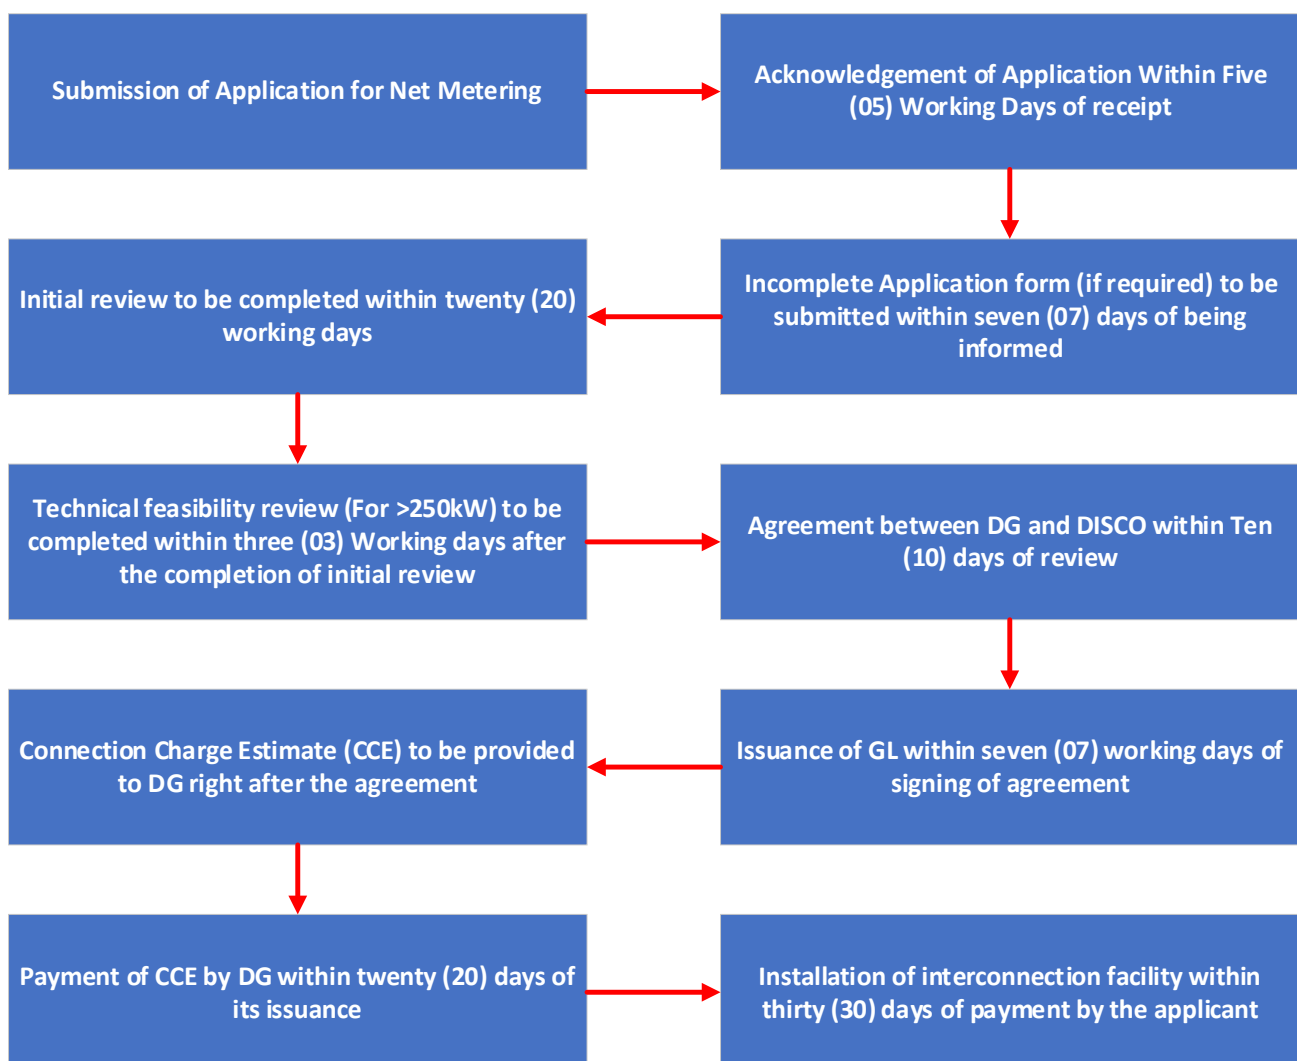 Submission of Application for Net Metering
Acknowledgement of Application Within Five
(05) Working Days of receipt
Incomplete Application form (if required) to be
submitted within seven (07) days of being
informed
Initial review to be completed within twenty (20)
working days
Technical feasibility review (For >250kW) to be
completed within three (03) Working days after
the completion of initial review
Agreement between DG and DISCO within Ten
(10) days of review
Issuance of GL within seven (07) working days of
signing of agreement
Connection Charge Estimate (CCE) to be provided
to DG right after the agreement
Payment of CCE by DG within twenty (20) days of
its issuance
Installation of interconnection facility within
thirty (30) days of payment by the applicant